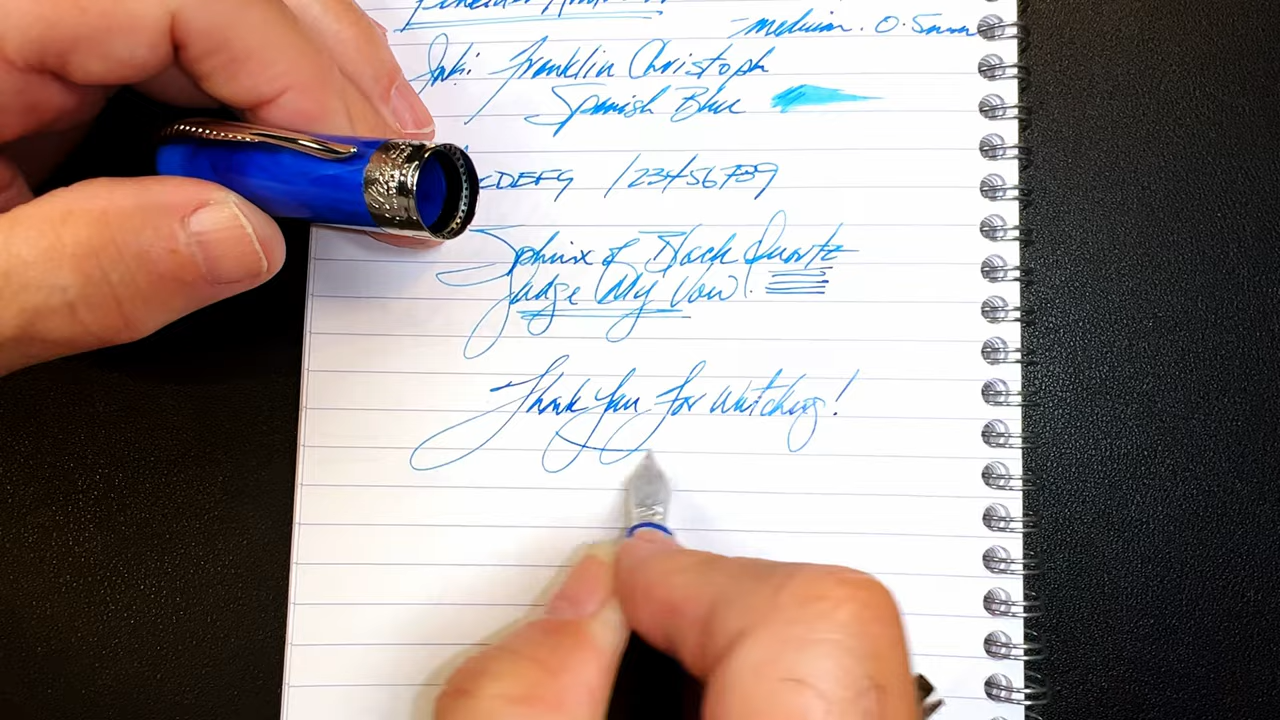 medium. 0.5mm
Ink: Franklin Christoph
Spanish Blue
CDEFG 123456789
Sphinx of Black Quartz
Judge My Vow!
Thank You For Watching!